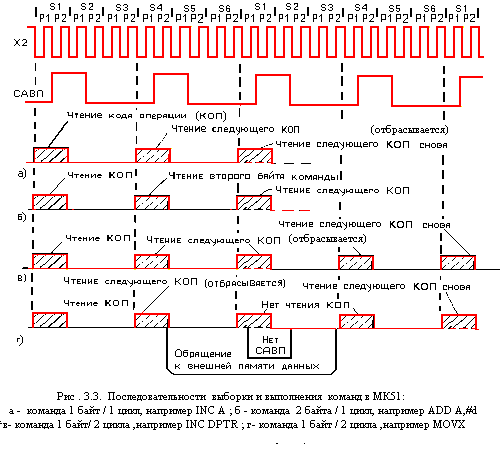 S1 S2 S3 S4 S5 S6 S1 S2 S3 S4 S5 S6 S1
P1 P2 P1 P2 P1 P2 P1 P2 P1 P2 P1 P2 P1 P2 P1 P2 P1 P2 P1 P2 P1 P2 P1 P2 P1 P2
X2
САВП
Чтение кода операции (КОП)
Чтение следующего КОП (отбрасывается)
Чтение следующего КОП снова
а)
Чтение КОП Чтение второго байта команды
Чтение следующего КОП
б)
Чтение следующего КОП снова
Чтение КОП Чтение следующего КОП (отбрасывается)
в)
Чтение следующего КОП (отбрасывается) Чтение следующего КОП снова
Чтение КОП Нет чтения КОП
г)
Нет
САВП
Обращение
к внешней памяти данных
Рис . 3.3. Последовательности выборки и выполнения команд в МК51:
а - команда 1 байт / 1 цикл, например INC A ; б - команда 2 байта / 1 цикл, например ADD A,#d
в- команда 1 байт/ 2 цикла ,например INC DPTR ; г- команда 1 байт / 2 цикла ,например MOVX